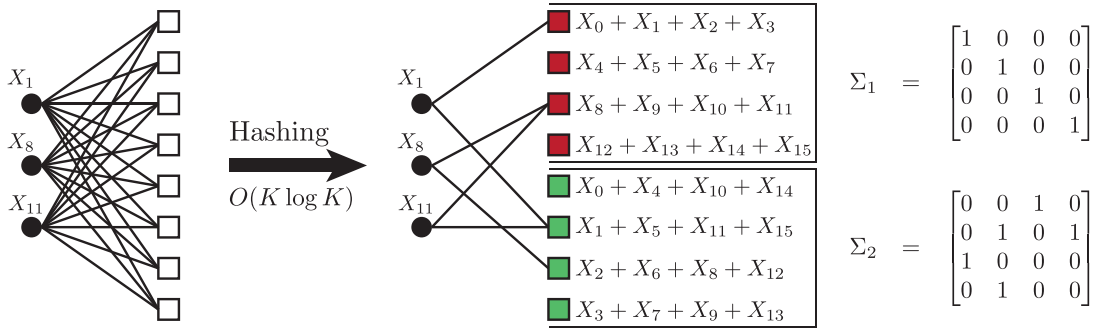 X₁
X₈
X₁₁
Hashing
O(K log K)
X₁
X₈
X₁₁
X₀ + X₁ + X₂ + X₃
X₄ + X₅ + X₆ + X₇
X₈ + X₉ + X₁₀ + X₁₁
X₁₂ + X₁₃ + X₁₄ + X₁₅
X₀ + X₄ + X₁₀ + X₁₄
X₁ + X₅ + X₁₁ + X₁₅
X₂ + X₆ + X₈ + X₁₂
X₃ + X₇ + X₉ + X₁₃
Σ₁ =
1 0 0 0
0 1 0 0
0 0 1 0
0 0 0 1
Σ₂ =
0 0 1 0
0 1 0 1
1 0 0 0
0 1 0 0